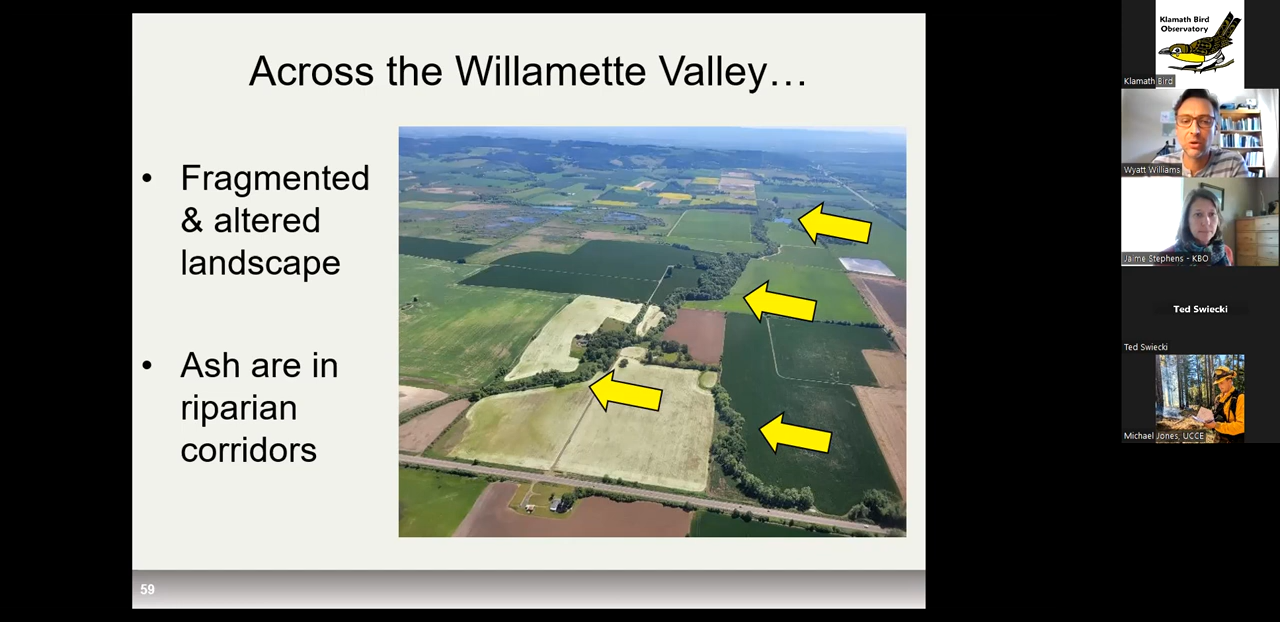 Across the Willamette Valley…
• Fragmented
& altered
landscape
• Ash are in
riparian
corridors
59
Klamath Bird
Observatory
Klamath Bird
Wyatt Williams
Jaime Stephens - KBO
Ted Swiecki
Ted Swiecki
Michael Jones, UCCE